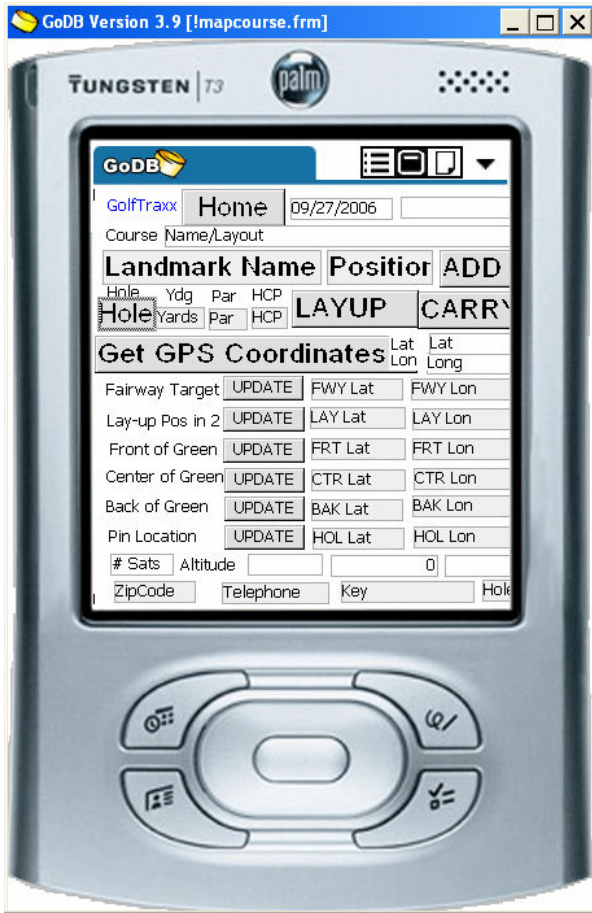 GoDB Version 3.9 [!mapcourse.frm]
TUNGSTEN | T3 palm
GoDB
GolfTraxx Home 09/27/2006
Course Name/Layout
Landmark Name Position ADD
Hole Ydg Par HCP
Hole Yards Par HCP LAYUP CARRY
Get GPS Coordinates Lat Lat
Lon Long
Fairway Target UPDATE FWY Lat FWY Lon
Lay-up Pos in 2 UPDATE LAY Lat LAY Lon
Front of Green UPDATE FRT Lat FRT Lon
Center of Green UPDATE CTR Lat CTR Lon
Back of Green UPDATE BAK Lat BAK Lon
Pin Location UPDATE HOL Lat HOL Lon
# Sats Altitude 0
ZipCode Telephone Key Hole